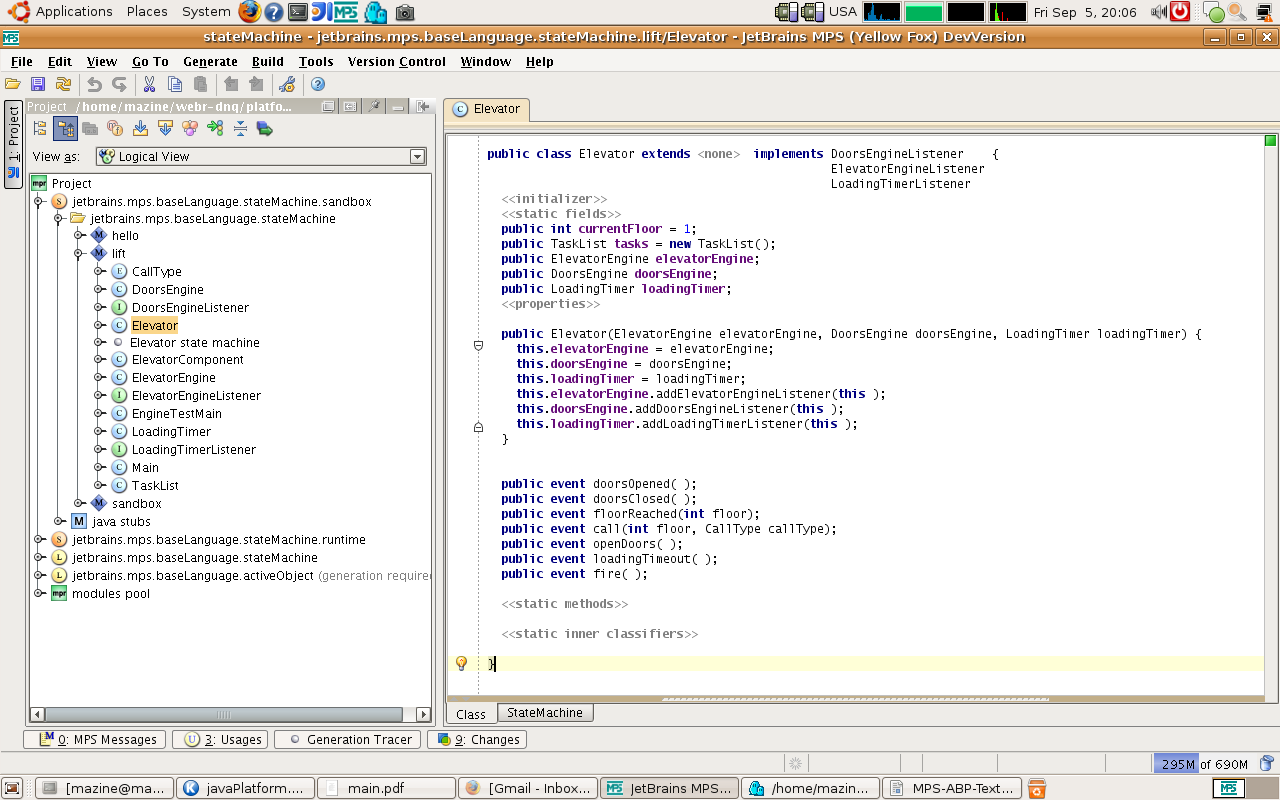 Applications Places System MPS USA Fri Sep 5, 20:06
stateMachine - jetbrains.mps.baseLanguage.stateMachine.lift/Elevator - JetBrains MPS (Yellow Fox) DevVersion
File Edit View Go To Generate Build Tools Version Control Window Help
Project /home/mazine/webr-dnq/platfo...
1: Project
View as: Logical View
Project
jetbrains.mps.baseLanguage.stateMachine.sandbox
jetbrains.mps.baseLanguage.stateMachine
hello
lift
CallType
DoorsEngine
DoorsEngineListener
Elevator
Elevator state machine
ElevatorComponent
ElevatorEngine
ElevatorEngineListener
EngineTestMain
LoadingTimer
LoadingTimerListener
Main
TaskList
sandbox
java stubs
jetbrains.mps.baseLanguage.stateMachine.runtime
jetbrains.mps.baseLanguage.stateMachine
jetbrains.mps.baseLanguage.activeObject (generation require
modules pool
Elevator
public class Elevator extends <none> implements DoorsEngineListener {
ElevatorEngineListener
LoadingTimerListener
<<initializer>>
<<static fields>>
public int currentFloor = 1;
public TaskList tasks = new TaskList();
public ElevatorEngine elevatorEngine;
public DoorsEngine doorsEngine;
public LoadingTimer loadingTimer;
<<properties>>
public Elevator(ElevatorEngine elevatorEngine, DoorsEngine doorsEngine, LoadingTimer loadingTimer) {
this.elevatorEngine = elevatorEngine;
this.doorsEngine = doorsEngine;
this.loadingTimer = loadingTimer;
this.elevatorEngine.addElevatorEngineListener(this );
this.doorsEngine.addDoorsEngineListener(this );
this.loadingTimer.addLoadingTimerListener(this );
}
public event doorsOpened( );
public event doorsClosed( );
public event floorReached(int floor);
public event call(int floor, CallType callType);
public event openDoors( );
public event loadingTimeout( );
public event fire( );
<<static methods>>
<<static inner classifiers>>
}
Class StateMachine
0: MPS Messages 3: Usages Generation Tracer 9: Changes
295M of 690M
[mazine@ma... javaPlatform.... main.pdf [Gmail - Inbox... JetBrains MPS... /home/mazin... MPS-ABP-Text... MPS